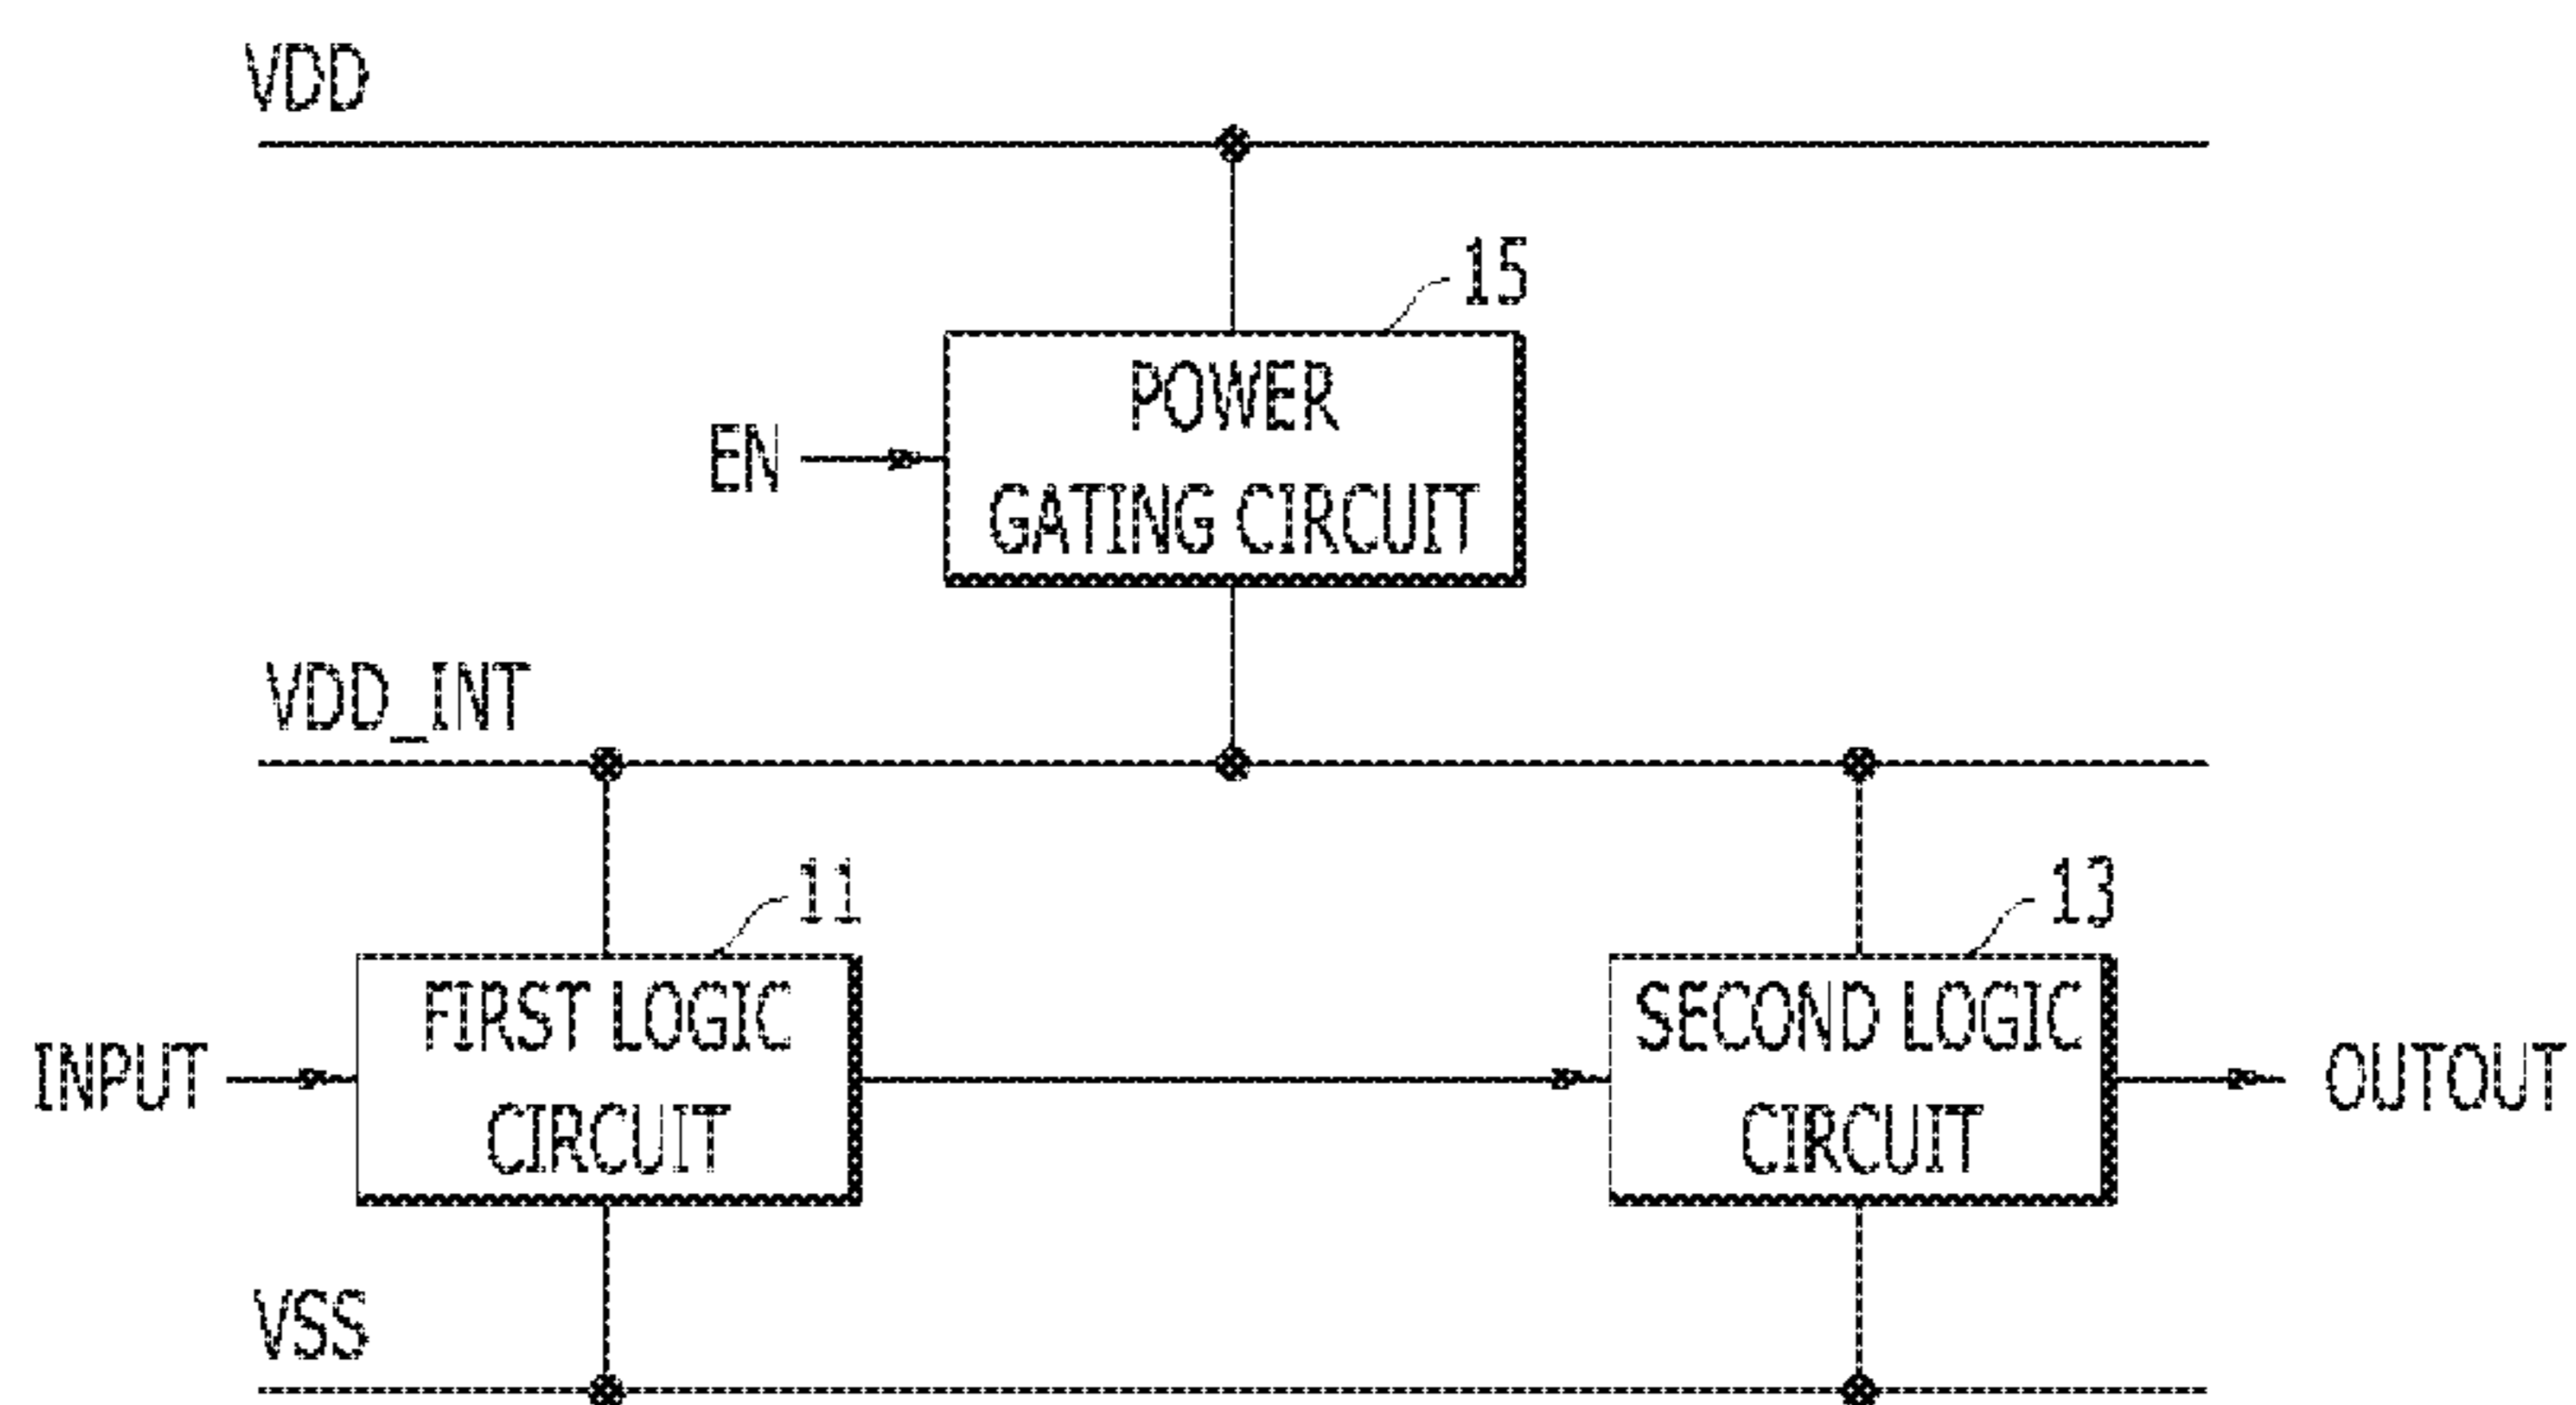 VDD
15
POWER
EN
GATING CIRCUIT
VDD_INT
11
13
FIRST LOGIC
CIRCUIT
SECOND LOGIC
CIRCUIT
INPUT
OUTOUT
VSS